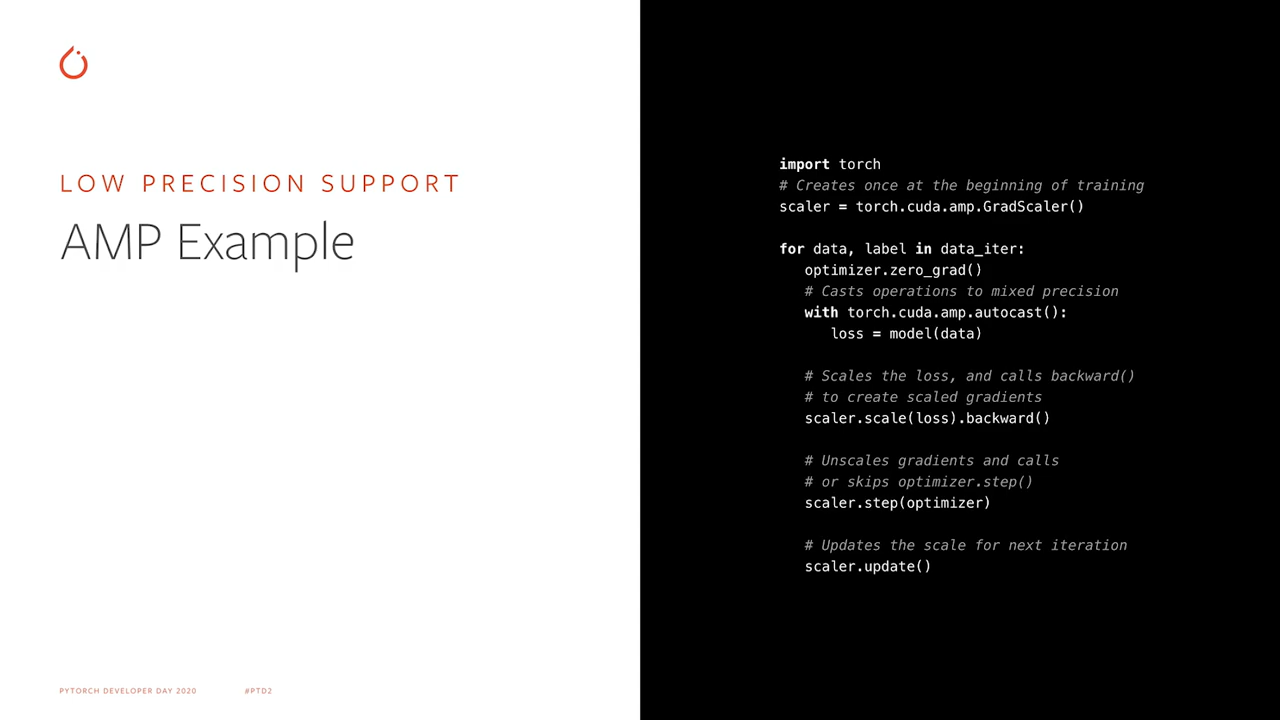 LOW PRECISION SUPPORT
AMP Example
import torch
# Creates once at the beginning of training
scaler = torch.cuda.amp.GradScaler()
for data, label in data_iter:
optimizer.zero_grad()
# Casts operations to mixed precision
with torch.cuda.amp.autocast():
loss = model(data)
# Scales the loss, and calls backward()
# to create scaled gradients
scaler.scale(loss).backward()
# Unscales gradients and calls
# or skips optimizer.step()
scaler.step(optimizer)
# Updates the scale for next iteration
scaler.update()
PYTORCH DEVELOPER DAY 2020 #PTD2